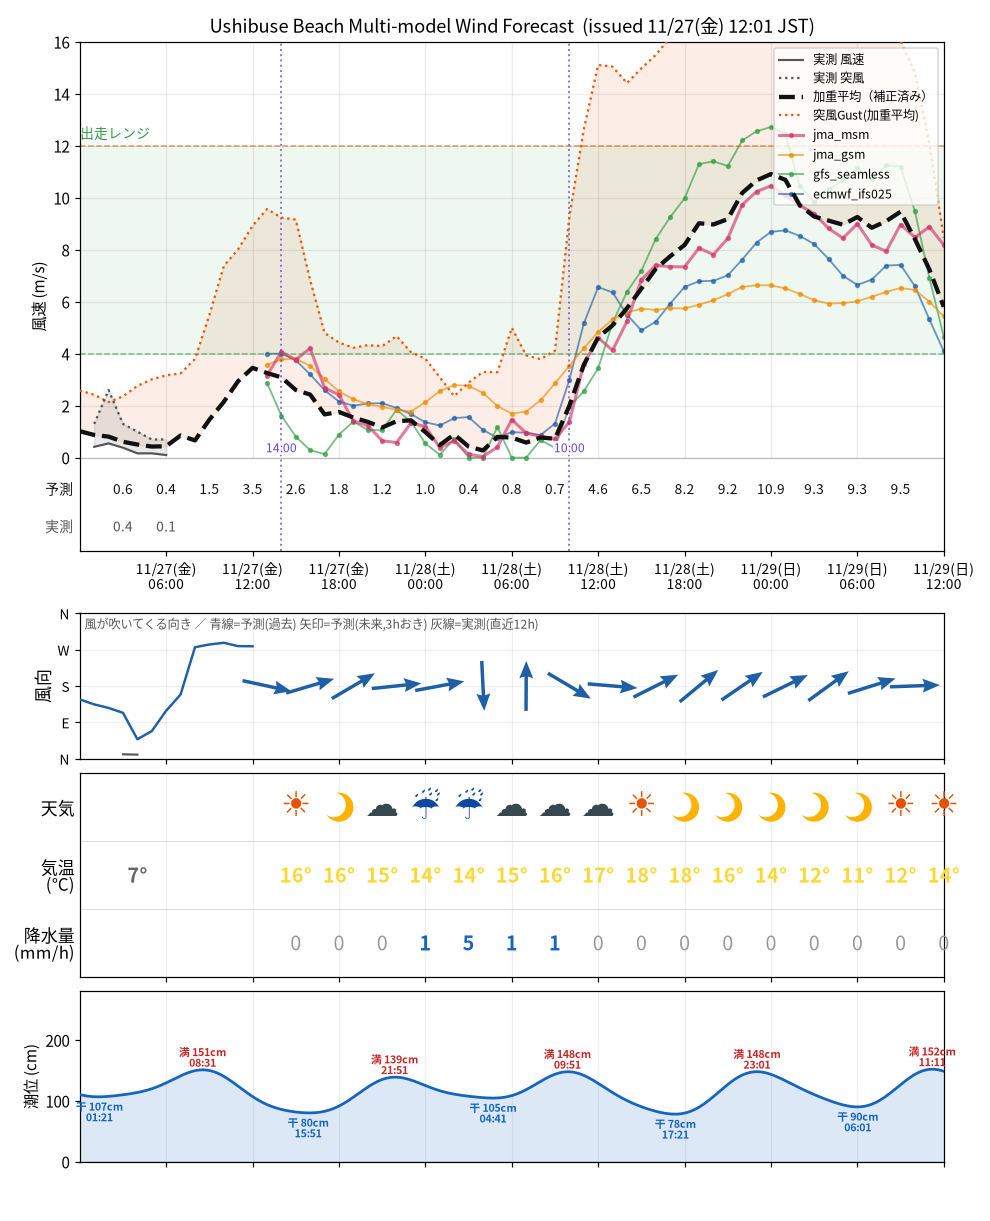 Ushibuse Beach Multi-model Wind Forecast (issued 11/27(金) 12:01 JST)
風速 (m/s)
16
14
12
10
8
6
4
2
0
出走レンジ
実測 風速
実測 突風
加重平均（補正済み）
突風Gust(加重平均)
jma_msm
jma_gsm
gfs_seamless
ecmwf_ifs025
14:00
10:00
予測 0.6 0.4 1.5 3.5 2.6 1.8 1.2 1.0 0.4 0.8 0.7 4.6 6.5 8.2 9.2 10.9 9.3 9.3 9.5
実測 0.4 0.1
11/27(金) 11/27(金) 11/27(金) 11/28(土) 11/28(土) 11/28(土) 11/28(土) 11/29(日) 11/29(日) 11/29(日)
06:00 12:00 18:00 00:00 06:00 12:00 18:00 00:00 06:00 12:00
風向
N
W
S
E
N
風が吹いてくる向き ／ 青線=予測(過去) 矢印=予測(未来,3hおき) 灰線=実測(直近12h)
天気
気温
(℃)
7° 16° 16° 15° 14° 14° 15° 16° 17° 18° 18° 16° 14° 12° 11° 12° 14°
降水量
(mm/h)
0 0 0 1 5 1 1 0 0 0 0 0 0 0 0 0
潮位 (cm)
200
100
0
満 151cm
08:31
満 139cm
21:51
満 148cm
09:51
満 148cm
23:01
満 152cm
11:11
干 107cm
01:21
干 80cm
15:51
干 105cm
04:41
干 78cm
17:21
干 90cm
06:01